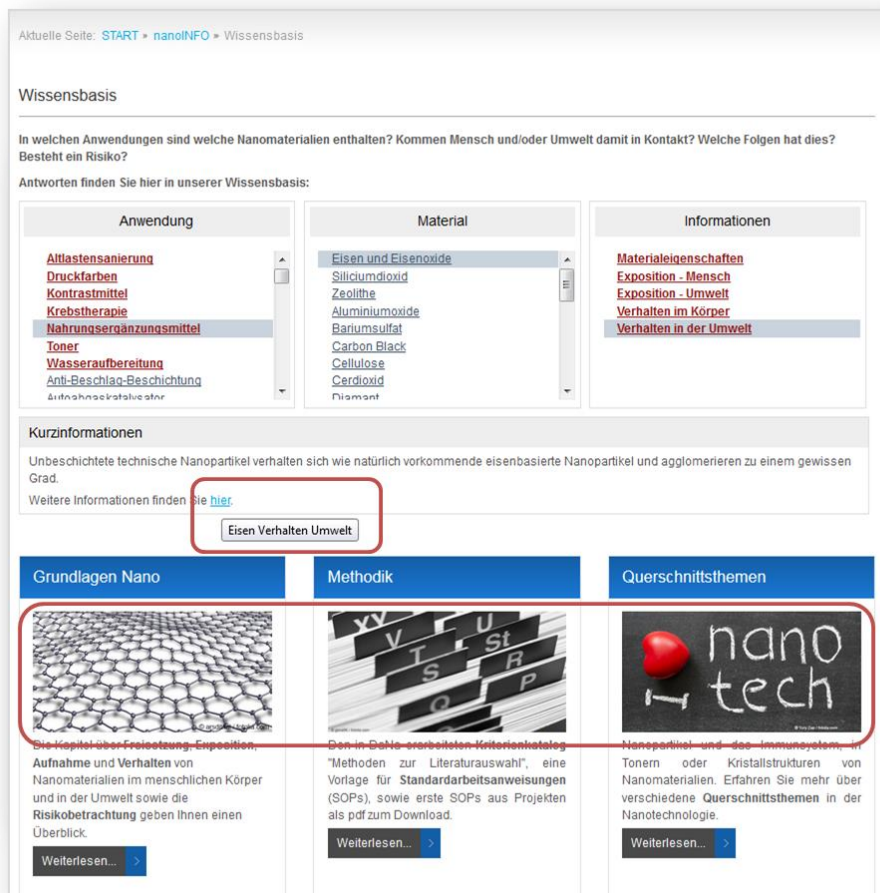 Aktuelle Seite: START » nanoINFO » Wissensbasis
Wissensbasis
In welchen Anwendungen sind welche Nanomaterialien enthalten? Kommen Mensch und/oder Umwelt damit in Kontakt? Welche Folgen hat dies?
Besteht ein Risiko?
Antworten finden Sie hier in unserer Wissensbasis:
Anwendung
Altlastensanierung
Druckfarben
Kontrastmittel
Krebstherapie
Nahrungsergänzungsmittel
Toner
Wasseraufbereitung
Anti-Beschlag-Beschichtung
Autoabgaskatalysator
Material
Eisen und Eisenoxide
Siliciumdioxid
Zeolithe
Aluminiumoxide
Bariumsulfat
Carbon Black
Cellulose
Cerdioxid
Diamant
Informationen
Materialeigenschaften
Exposition - Mensch
Exposition - Umwelt
Verhalten im Körper
Verhalten in der Umwelt
Kurzinformationen
Unbeschichtete technische Nanopartikel verhalten sich wie natürlich vorkommende eisenbasierte Nanopartikel und agglomerieren zu einem gewissen
Grad.
Weitere Informationen finden Sie hier.
Eisen Verhalten Umwelt
Grundlagen Nano
Die Kapitel über Freisetzung, Exposition,
Aufnahme und Verhalten von
Nanomaterialien im menschlichen Körper
und in der Umwelt sowie die
Risikobetrachtung geben Ihnen einen
Überblick.
Weiterlesen... >
Methodik
XY
V
U
T
St
S
R
Q
P
Den in DaNa erarbeiteten Kriterienkatalog
"Methoden zur Literaturauswahl", eine
Vorlage für Standardarbeitsanweisungen
(SOPs), sowie erste SOPs aus Projekten
als pdf zum Download.
Weiterlesen... >
Querschnittsthemen
nano
tech
Nanopartikel und das Immunsystem, in
Tonern oder Kristallstrukturen von
Nanomaterialien. Erfahren Sie mehr über
verschiedene Querschnittsthemen in der
Nanotechnologie.
Weiterlesen... >